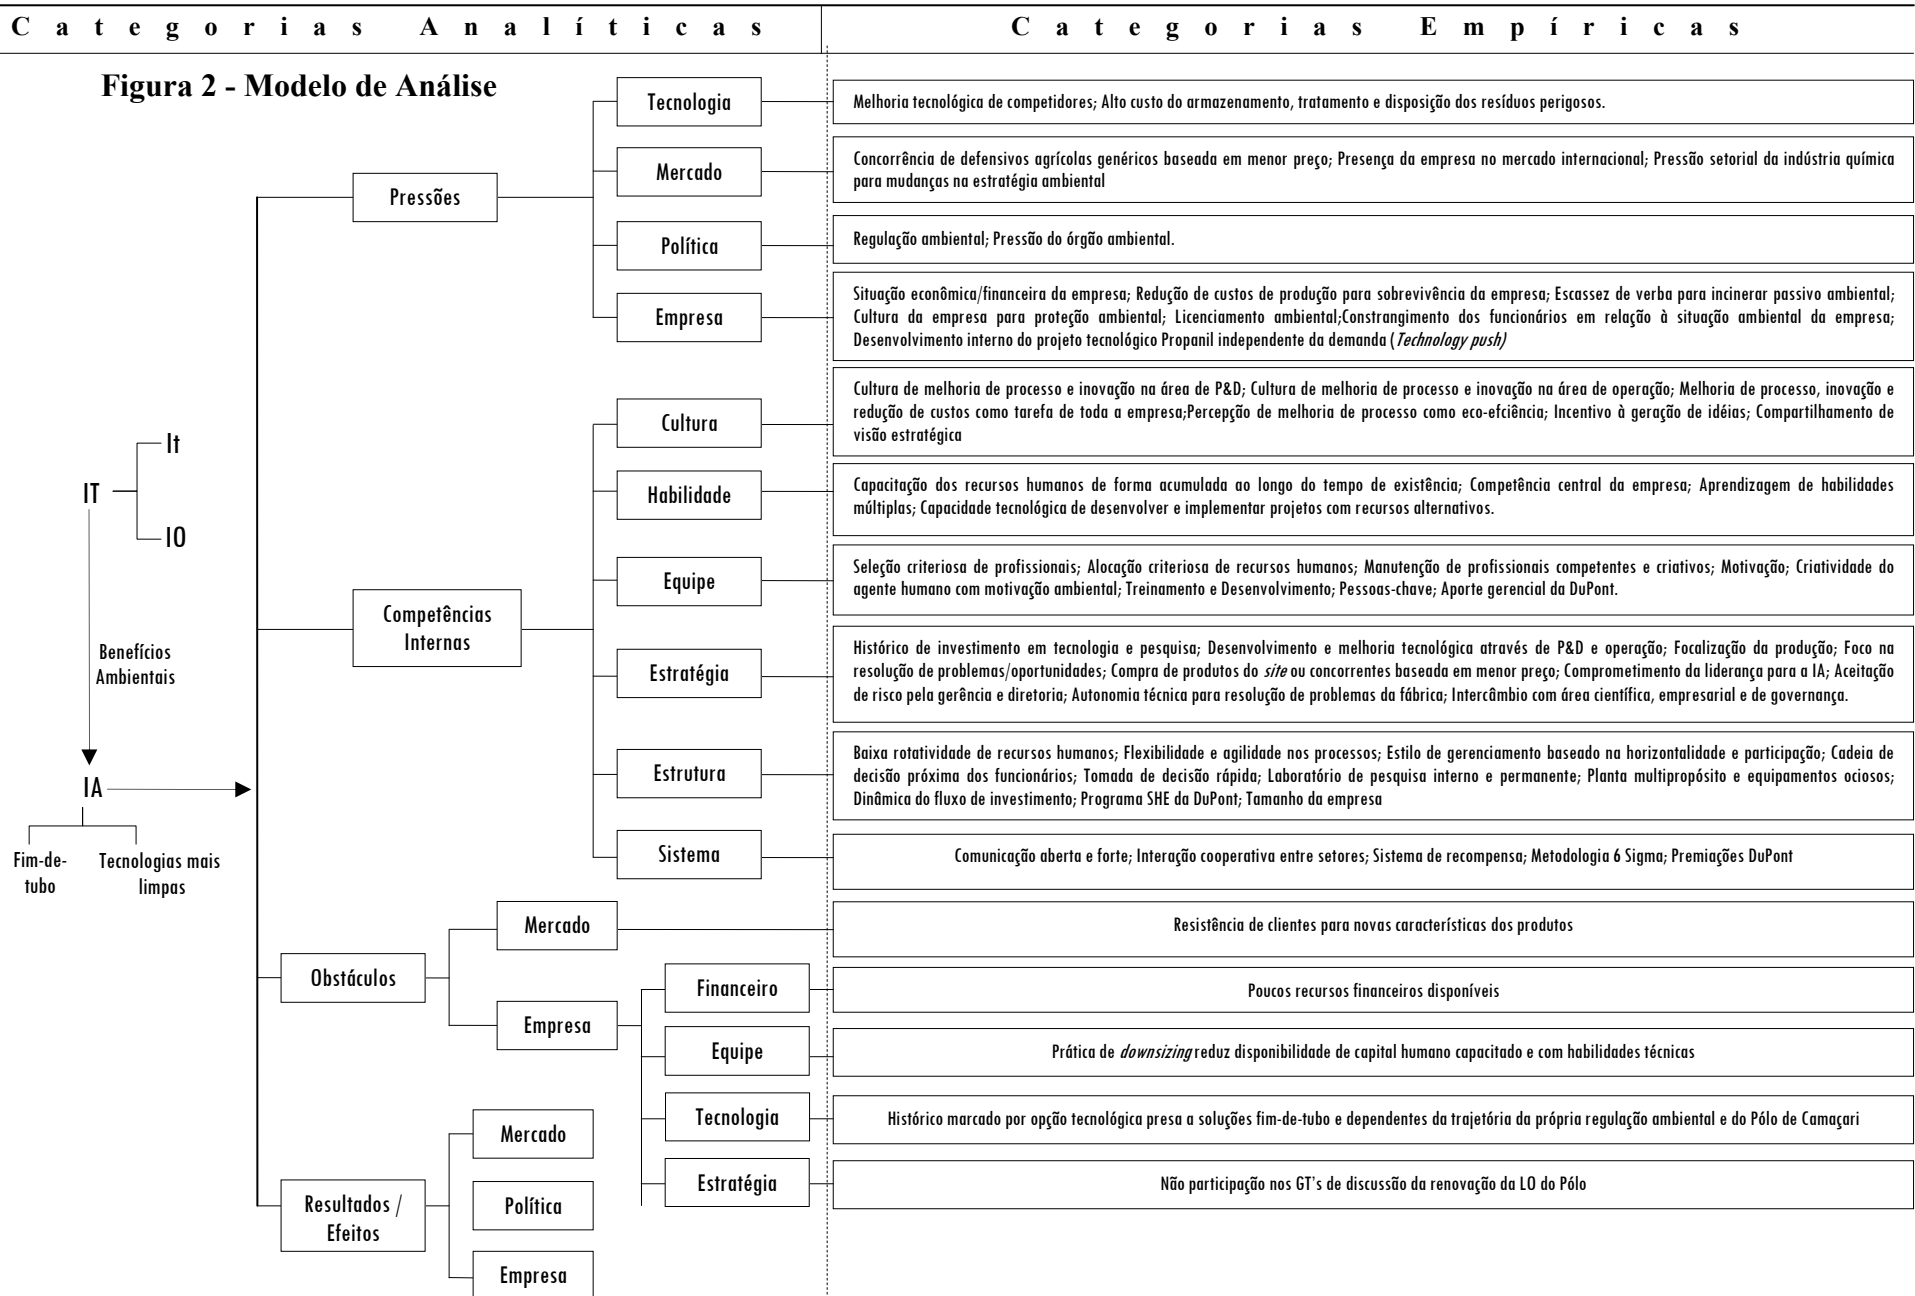 Categorias Analíticas
Categorias Empíricas
Figura 2 - Modelo de Análise
Tecnologia
Melhoria tecnológica de competidores; Alto custo do armazenamento, tratamento e disposição dos resíduos perigosos.
Mercado
Concorrência de defensivos agrícolas genéricos baseada em menor preço; Presença da empresa no mercado internacional; Pressão setorial da indústria química
para mudanças na estratégia ambiental
Pressões
Política
Regulação ambiental; Pressão do órgão ambiental.
Empresa
Situação econômica/financeira da empresa; Redução de custos de produção para sobrevivência da empresa; Escassez de verba para incinerar passivo ambiental;
Cultura da empresa para proteção ambiental; Licenciamento ambiental;Constrangimento dos funcionários em relação à situação ambiental da empresa;
Desenvolvimento interno do projeto tecnológico Propanil independente da demanda (Technology push)
Cultura
Cultura de melhoria de processo e inovação na área de P&D; Cultura de melhoria de processo e inovação na área de operação; Melhoria de processo, inovação e
redução de custos como tarefa de toda a empresa;Percepção de melhoria de processo como eco-efciência; Incentivo à geração de idéias; Compartilhamento de
visão estratégica
It
IT
IO
Habilidade
Capacitação dos recursos humanos de forma acumulada ao longo do tempo de existência; Competência central da empresa; Aprendizagem de habilidades
múltiplas; Capacidade tecnológica de desenvolver e implementar projetos com recursos alternativos.
Equipe
Seleção criteriosa de profissionais; Alocação criteriosa de recursos humanos; Manutenção de profissionais competentes e criativos; Motivação; Criatividade do
agente humano com motivação ambiental; Treinamento e Desenvolvimento; Pessoas-chave; Aporte gerencial da DuPont.
Competências
Internas
Benefícios
Ambientais
Estratégia
Histórico de investimento em tecnologia e pesquisa; Desenvolvimento e melhoria tecnológica através de P&D e operação; Focalização da produção; Foco na
resolução de problemas/oportunidades; Compra de produtos do site ou concorrentes baseada em menor preço; Comprometimento da liderança para a IA; Aceitação
de risco pela gerência e diretoria; Autonomia técnica para resolução de problemas da fábrica; Intercâmbio com área científica, empresarial e de governança.
Estrutura
Baixa rotatividade de recursos humanos; Flexibilidade e agilidade nos processos; Estilo de gerenciamento baseado na horizontalidade e participação; Cadeia de
decisão próxima dos funcionários; Tomada de decisão rápida; Laboratório de pesquisa interno e permanente; Planta multipropósito e equipamentos ociosos;
Dinâmica do fluxo de investimento; Programa SHE da DuPont; Tamanho da empresa
IA
Fim-de-
tubo
Tecnologias mais
limpas
Sistema
Comunicação aberta e forte; Interação cooperativa entre setores; Sistema de recompensa; Metodologia 6 Sigma; Premiações DuPont
Mercado
Resistência de clientes para novas características dos produtos
Obstáculos
Financeiro
Poucos recursos financeiros disponíveis
Empresa
Equipe
Prática de downsizing reduz disponibilidade de capital humano capacitado e com habilidades técnicas
Tecnologia
Histórico marcado por opção tecnológica presa a soluções fim-de-tubo e dependentes da trajetória da própria regulação ambiental e do Pólo de Camaçari
Mercado
Estratégia
Não participação nos GT's de discussão da renovação da LO do Pólo
Resultados /
Efeitos
Política
Empresa